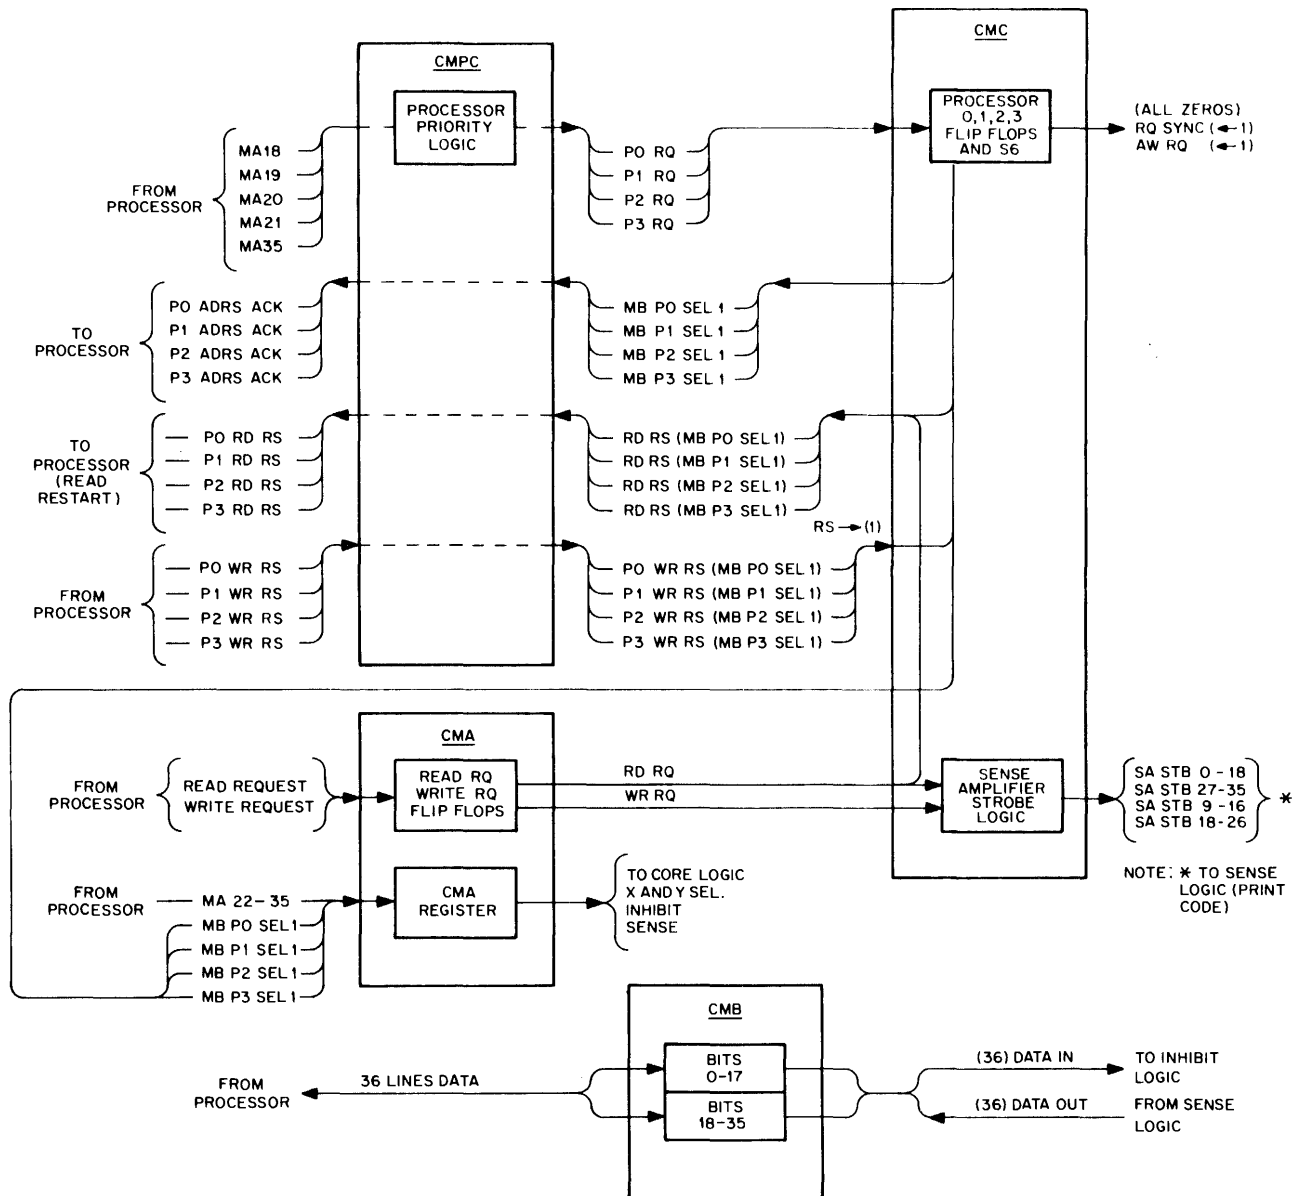 CMPC
PROCESSOR
PRIORITY
LOGIC
CMC
PROCESSOR
0,1,2,3
FLIP FLOPS
AND S6
(ALL ZEROS)
RQ SYNC (←1)
AW RQ (←1)
FROM
PROCESSOR
MA18
MA19
MA20
MA21
MA35
P0 RQ
P1 RQ
P2 RQ
P3 RQ
TO
PROCESSOR
P0 ADRS ACK
P1 ADRS ACK
P2 ADRS ACK
P3 ADRS ACK
MB P0 SEL 1
MB P1 SEL 1
MB P2 SEL 1
MB P3 SEL 1
TO
PROCESSOR
(READ
RESTART)
P0 RD RS
P1 RD RS
P2 RD RS
P3 RD RS
RD RS (MB P0 SEL1)
RD RS (MB P1 SEL1)
RD RS (MB P2 SEL1)
RD RS (MB P3 SEL1)
RS → (1)
FROM
PROCESSOR
P0 WR RS
P1 WR RS
P2 WR RS
P3 WR RS
P0 WR RS (MB P0 SEL 1)
P1 WR RS (MB P1 SEL 1)
P2 WR RS (MB P2 SEL 1)
P3 WR RS (MB P3 SEL 1)
CMA
FROM
PROCESSOR
READ REQUEST
WRITE REQUEST
READ RQ
WRITE RQ
FLIP FLOPS
RD RQ
WR RQ
SENSE
AMPLIFIER
STROBE
LOGIC
SA STB 0-18
SA STB 27-35
SA STB 9-16
SA STB 18-26
*
NOTE: * TO SENSE
LOGIC (PRINT
CODE)
FROM
PROCESSOR
MA 22-35
MB P0 SEL1
MB P1 SEL1
MB P2 SEL1
MB P3 SEL1
CMA
REGISTER
TO CORE LOGIC
X AND Y SEL.
INHIBIT
SENSE
CMB
BITS
0-17
BITS
18-35
FROM
PROCESSOR
36 LINES DATA
(36) DATA IN
TO INHIBIT
LOGIC
(36) DATA OUT
FROM SENSE
LOGIC